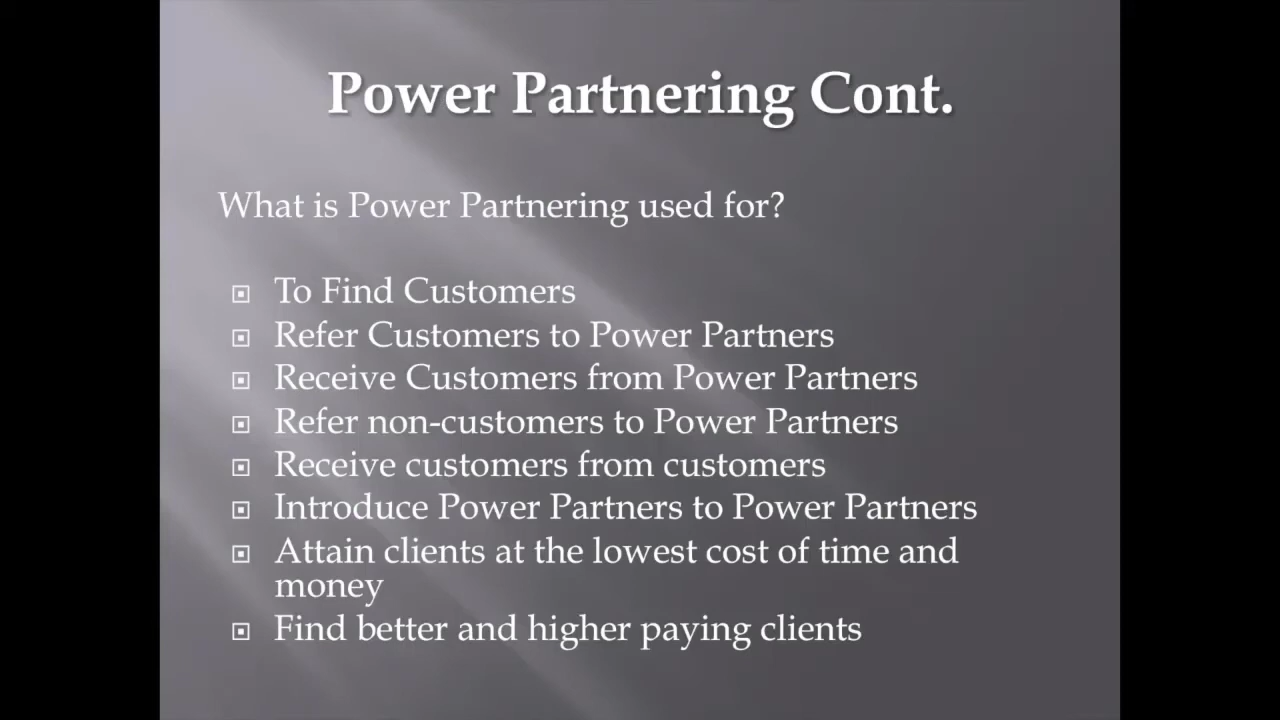 Power Partnering Cont.
What is Power Partnering used for?
To Find Customers
Refer Customers to Power Partners
Receive Customers from Power Partners
Refer non-customers to Power Partners
Receive customers from customers
Introduce Power Partners to Power Partners
Attain clients at the lowest cost of time and
money
Find better and higher paying clients